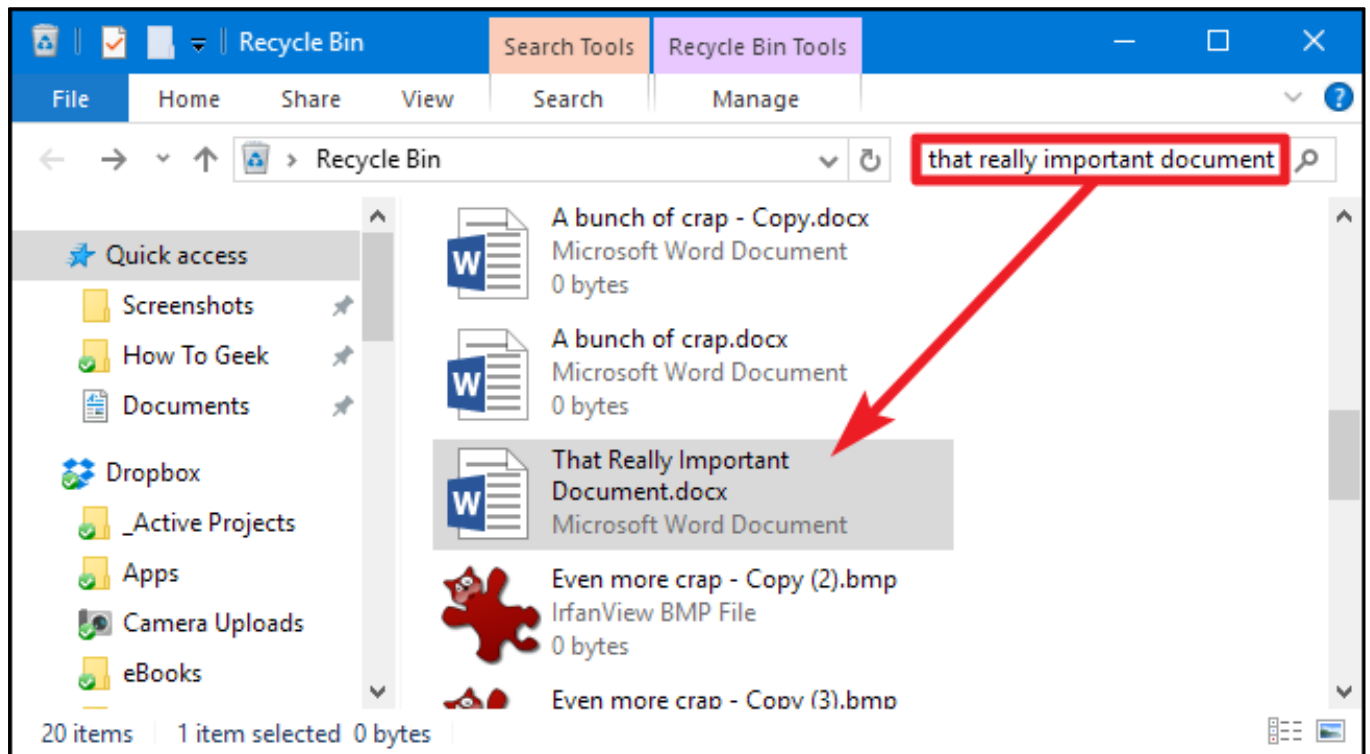 Recycle Bin
Search Tools
Recycle Bin Tools
File
Home
Share
View
Search
Manage
Recycle Bin
that really important document
Quick access
Screenshots
How To Geek
Documents
Dropbox
_Active Projects
Apps
Camera Uploads
eBooks
A bunch of crap - Copy.docx
Microsoft Word Document
0 bytes
A bunch of crap.docx
Microsoft Word Document
0 bytes
That Really Important
Document.docx
Microsoft Word Document
Even more crap - Copy (2).bmp
IrfanView BMP File
0 bytes
Even more crap - Copy (3).bmp
20 items
1 item selected 0 bytes